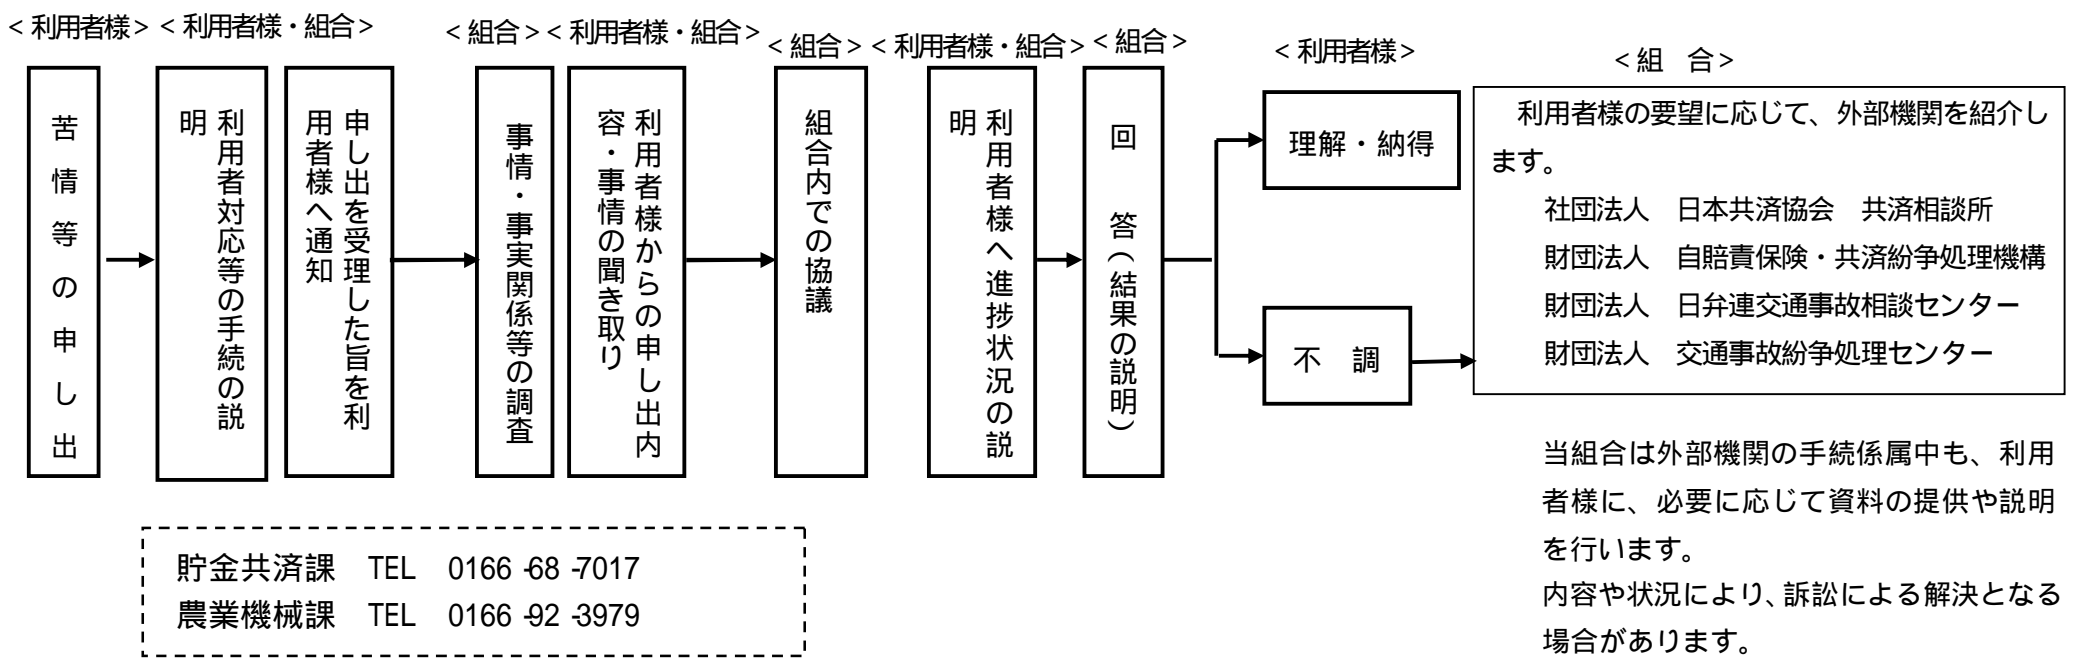 <利用者様>
<利用者様・組合>
<組合>
<利用者様・組合>
<組合>
<利用者様・組合>
<組合>
<利用者様>
<組　合>
苦情等の申し出
利用者対応等の手続の説
明
申し出を受理した旨を利
用者様へ通知
事情・事実関係等の調査
利用者様からの申し出内
容・事情の聞き取り
組合内での協議
利用者様へ進捗状況の説
明
回　答（結果の説明）
理解・納得
不　調
利用者様の要望に応じて、外部機関を紹介し
ます。
社団法人　日本共済協会　共済相談所
財団法人　自賠責保険・共済紛争処理機構
財団法人　日弁連交通事故相談センター
財団法人　交通事故紛争処理センター
当組合は外部機関の手続係属中も、利用
者様に、必要に応じて資料の提供や説明
を行います。
内容や状況により、訴訟による解決となる
場合があります。
貯金共済課　TEL　0166-68-7017
農業機械課　TEL　0166-92-3979